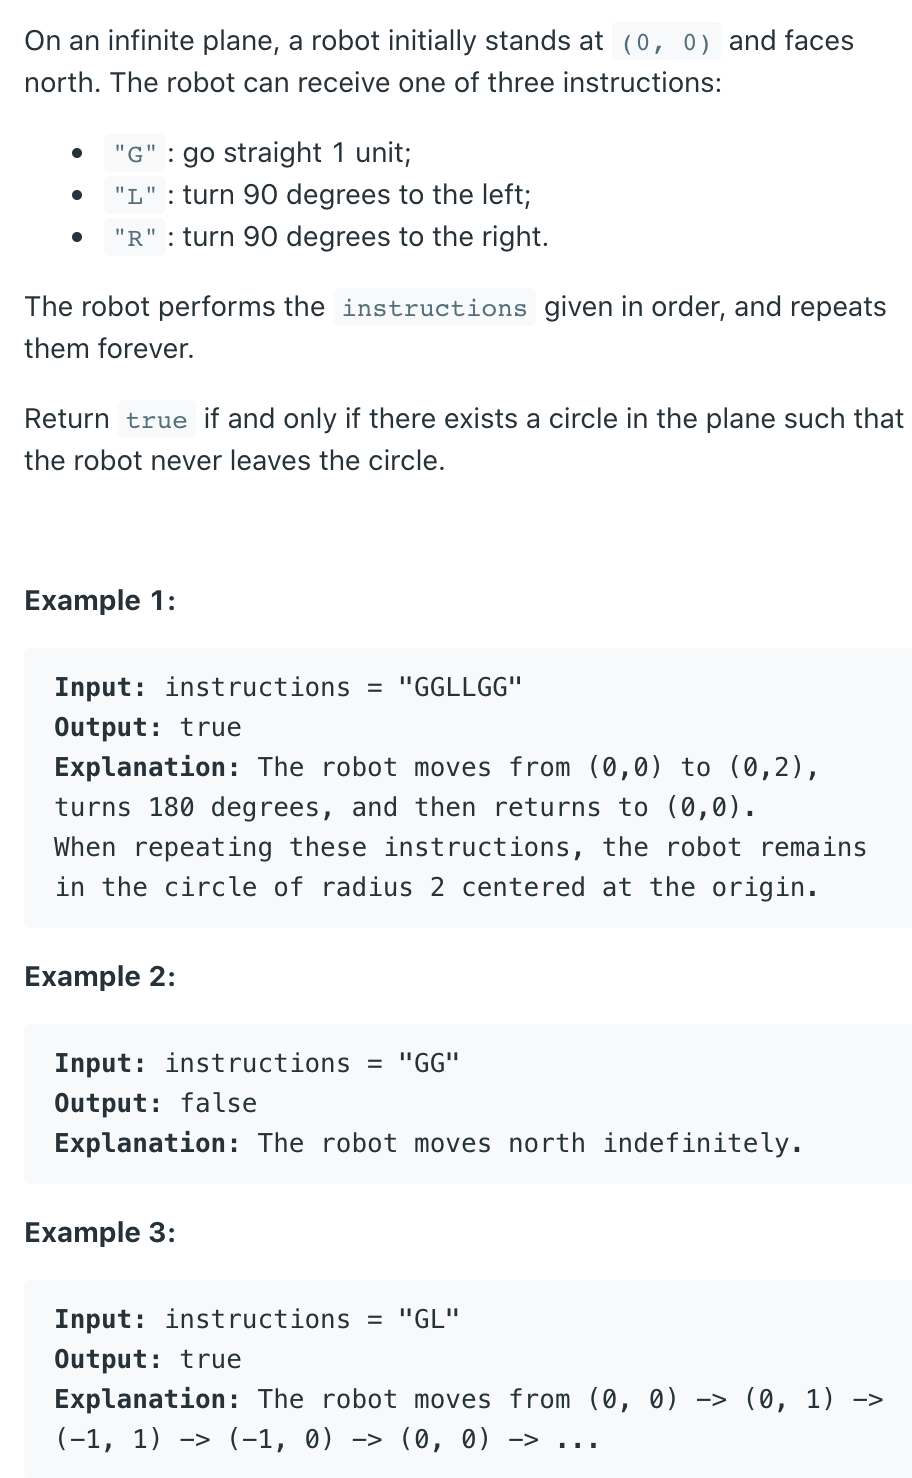 On an infinite plane, a robot initially stands at (0, 0) and faces
north. The robot can receive one of three instructions:
• "G": go straight 1 unit;
• "L": turn 90 degrees to the left;
• "R": turn 90 degrees to the right.
The robot performs the instructions given in order, and repeats
them forever.
Return true if and only if there exists a circle in the plane such that
the robot never leaves the circle.
Example 1:
Input: instructions = "GGLLGG"
Output: true
Explanation: The robot moves from (0,0) to (0,2),
turns 180 degrees, and then returns to (0,0).
When repeating these instructions, the robot remains
in the circle of radius 2 centered at the origin.
Example 2:
Input: instructions = "GG"
Output: false
Explanation: The robot moves north indefinitely.
Example 3:
Input: instructions = "GL"
Output: true
Explanation: The robot moves from (0, 0) -> (0, 1) ->
(-1, 1) -> (-1, 0) -> (0, 0) -> ...